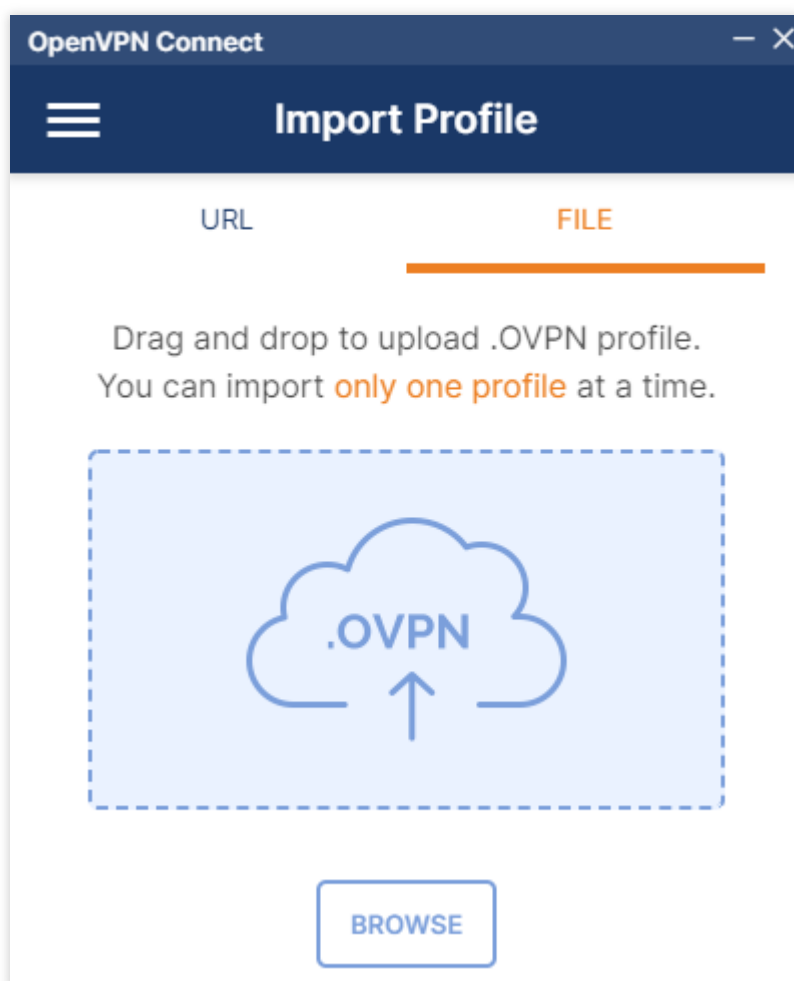 OpenVPN Connect
Import Profile
URL
FILE
Drag and drop to upload .OVPN profile.
You can import only one profile at a time.
.OVPN
BROWSE